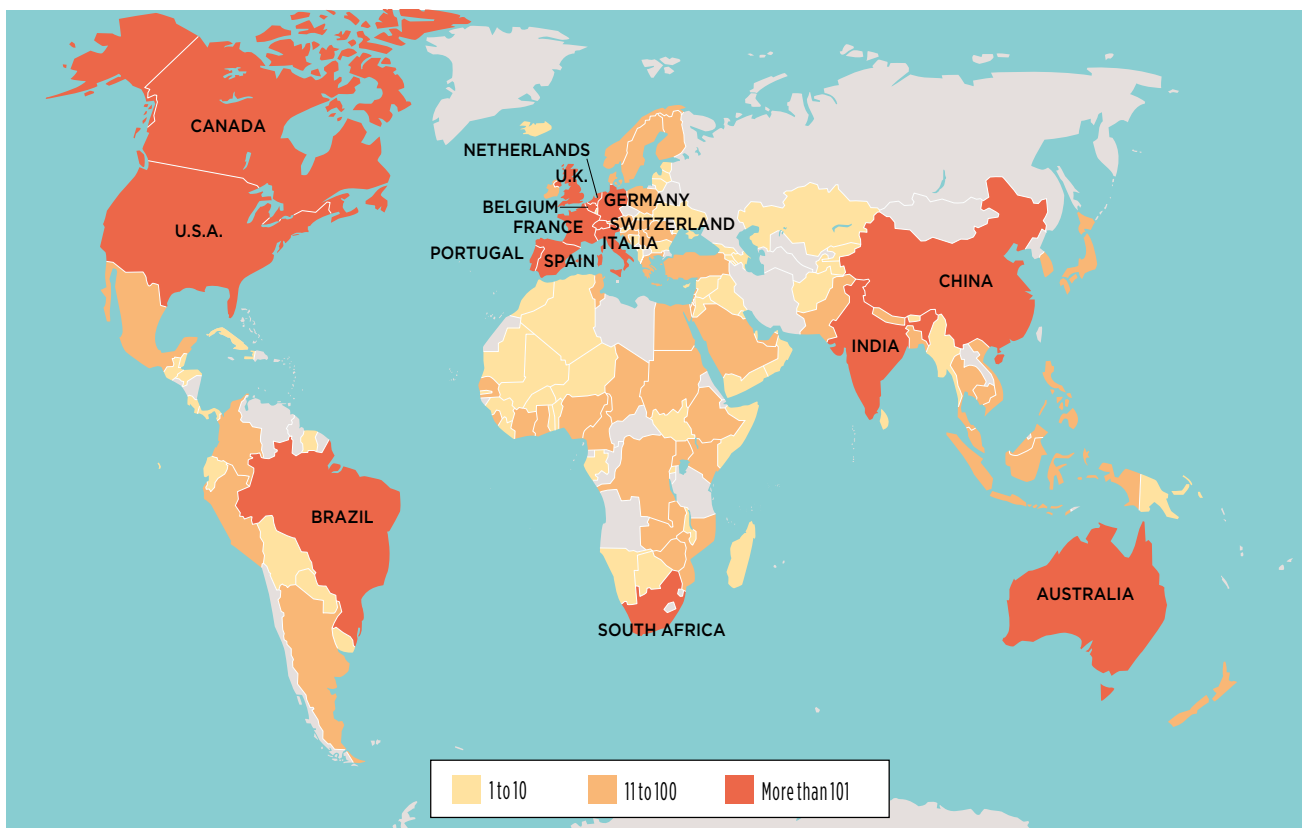 CANADA
NETHERLANDS
U.K.
GERMANY
BELGIUM
U.S.A.
FRANCE
SWITZERLAND
ITALIA
PORTUGAL
SPAIN
CHINA
INDIA
BRAZIL
AUSTRALIA
SOUTH AFRICA
1 to 10
11 to 100
More than 101